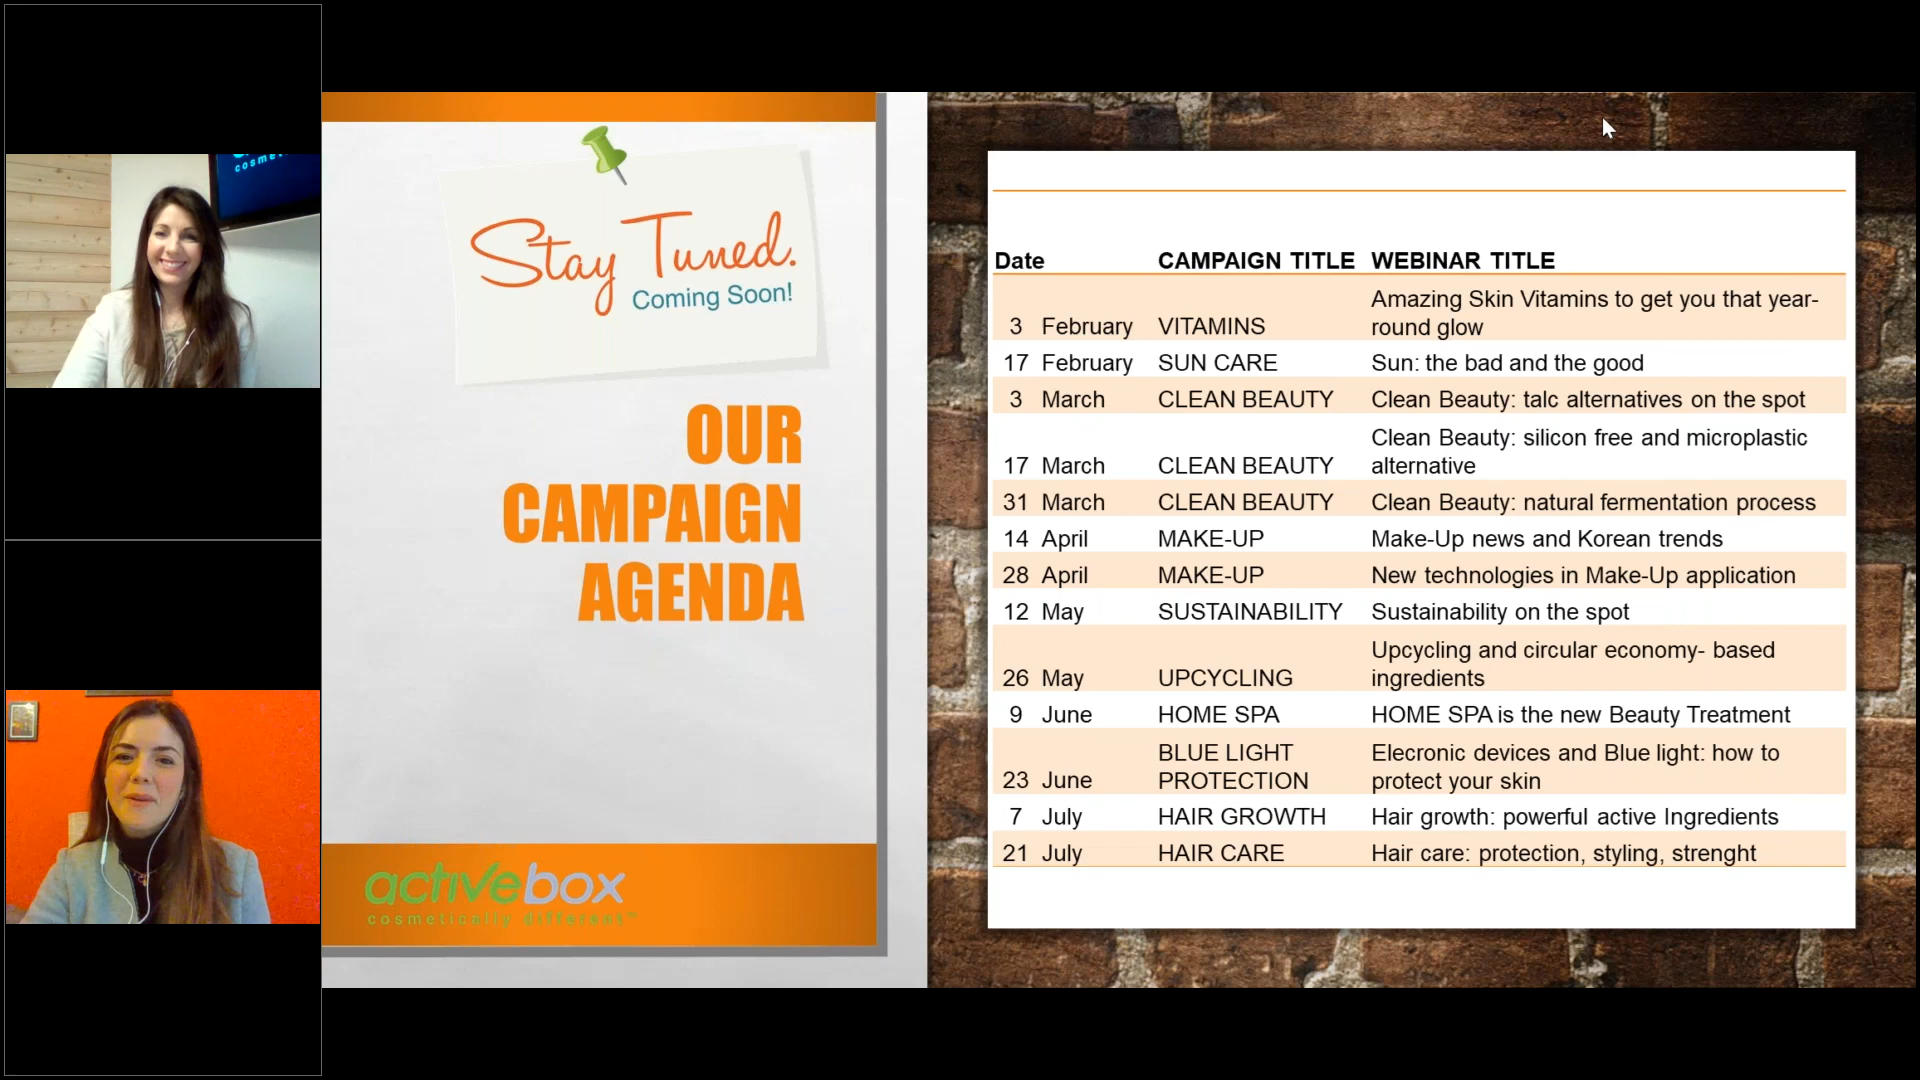 cosme
Stay Tuned.
Coming Soon!
OUR
CAMPAIGN
AGENDA
activebox
cosmetically different™
Date CAMPAIGN TITLE WEBINAR TITLE
3 February VITAMINS Amazing Skin Vitamins to get you that year-
round glow
17 February SUN CARE Sun: the bad and the good
3 March CLEAN BEAUTY Clean Beauty: talc alternatives on the spot
17 March CLEAN BEAUTY Clean Beauty: silicon free and microplastic
alternative
31 March CLEAN BEAUTY Clean Beauty: natural fermentation process
14 April MAKE-UP Make-Up news and Korean trends
28 April MAKE-UP New technologies in Make-Up application
12 May SUSTAINABILITY Sustainability on the spot
26 May UPCYCLING Upcycling and circular economy- based
ingredients
9 June HOME SPA HOME SPA is the new Beauty Treatment
23 June BLUE LIGHT PROTECTION Elecronic devices and Blue light: how to
protect your skin
7 July HAIR GROWTH Hair growth: powerful active Ingredients
21 July HAIR CARE Hair care: protection, styling, strenght